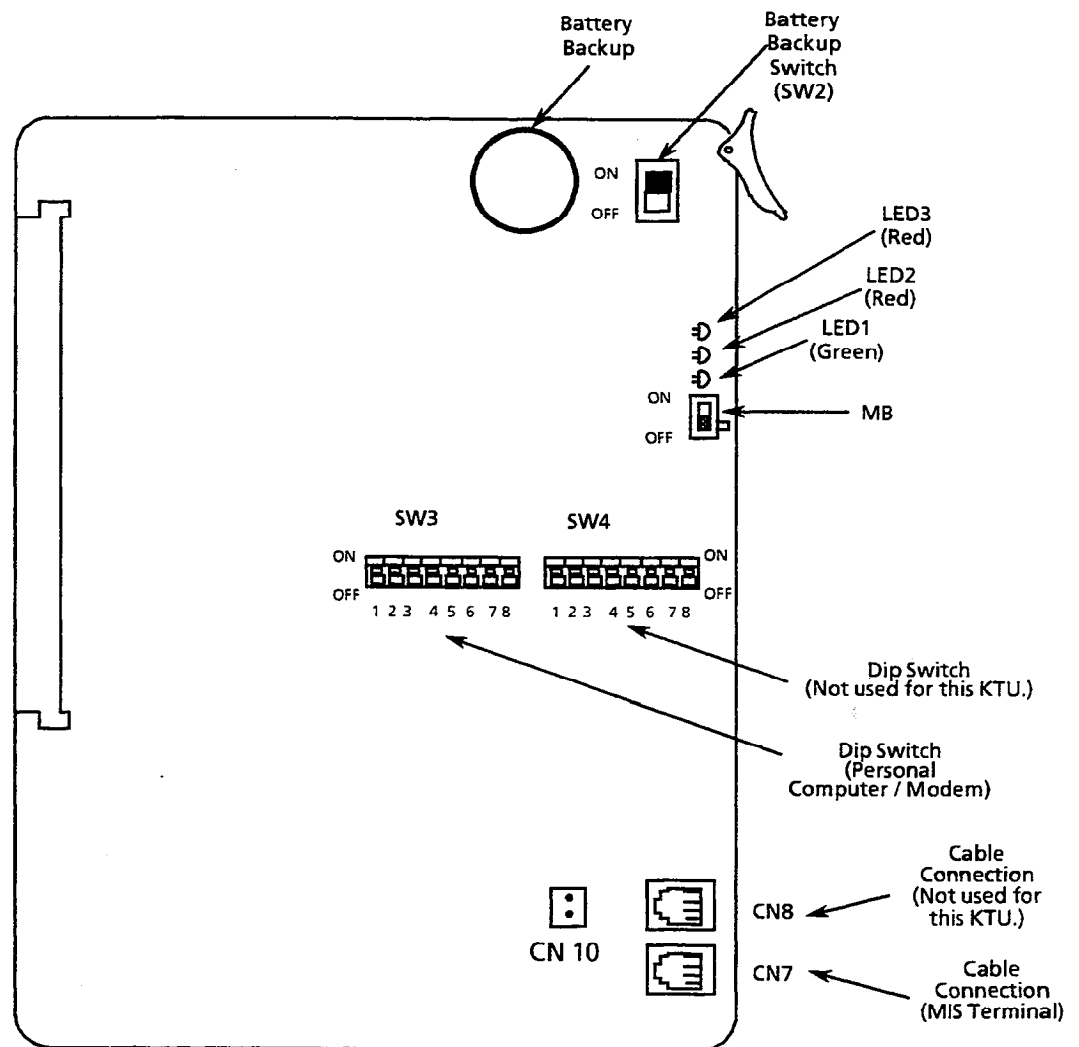 Battery
Backup
Battery
Backup
Switch
(SW2)
ON
OFF
LED3
(Red)
LED2
(Red)
LED1
(Green)
ON
OFF
MB
SW3
SW4
ON
OFF
1 2 3 4 5 6 7 8
ON
OFF
1 2 3 4 5 6 7 8
Dip Switch
(Not used for this KTU.)
Dip Switch
(Personal
Computer / Modem)
Cable
Connection
(Not used for
this KTU.)
CN8
CN 10
CN7
Cable
Connection
(MIS Terminal)